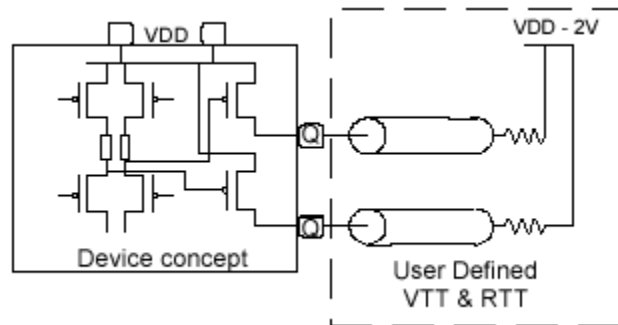 VDD
VDD - 2V
Q
Q
Device concept
User Defined
VTT & RTT